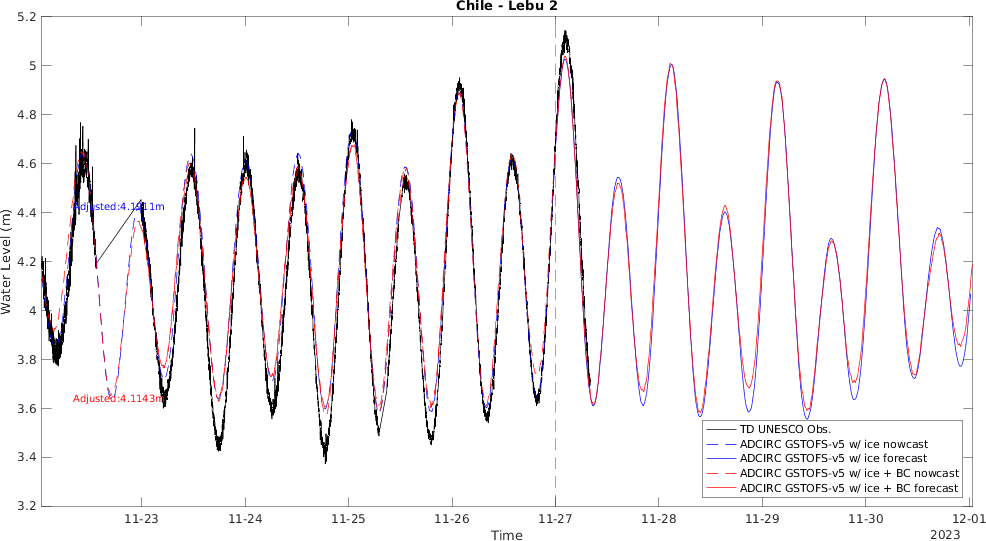 Chile - Lebu 2
5.2
5
4.8
4.6
4.4
4.2
4
3.8
3.6
3.4
3.2
Water Level (m)
Adjusted:4.1911m
Adjusted:4.1143m
TD UNESCO Obs.
ADCIRC GSTOFS-v5 w/ ice nowcast
ADCIRC GSTOFS-v5 w/ ice forecast
ADCIRC GSTOFS-v5 w/ ice + BC nowcast
ADCIRC GSTOFS-v5 w/ ice + BC forecast
11-23 11-24 11-25 11-26 11-27 11-28 11-29 11-30 12-01
Time
2023